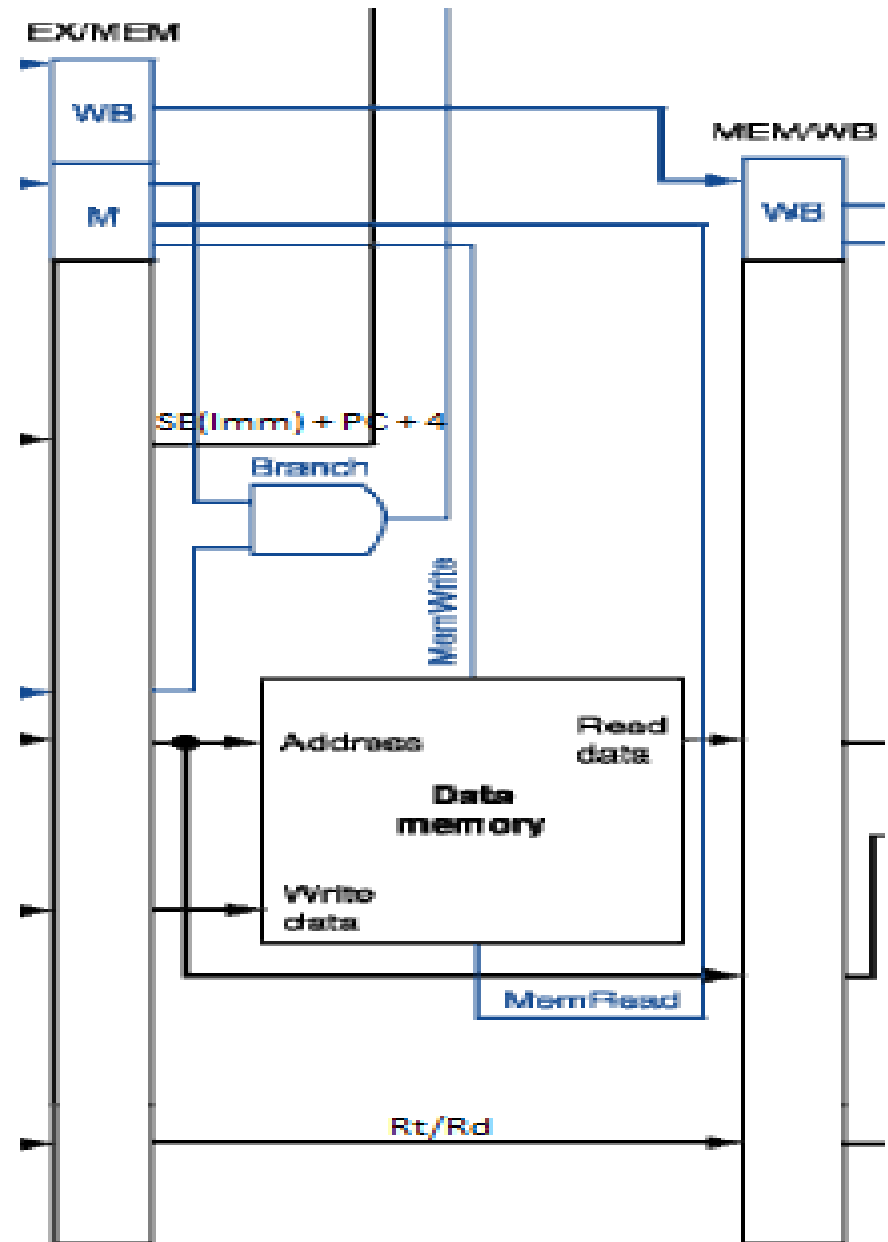 EX/MEM
WB
MEM/WB
M
WB
SE(Imm) + PC + 4
Branch
MemWrite
Address
Read
data
Data
memory
Write
data
MemRead
Rt/Rd